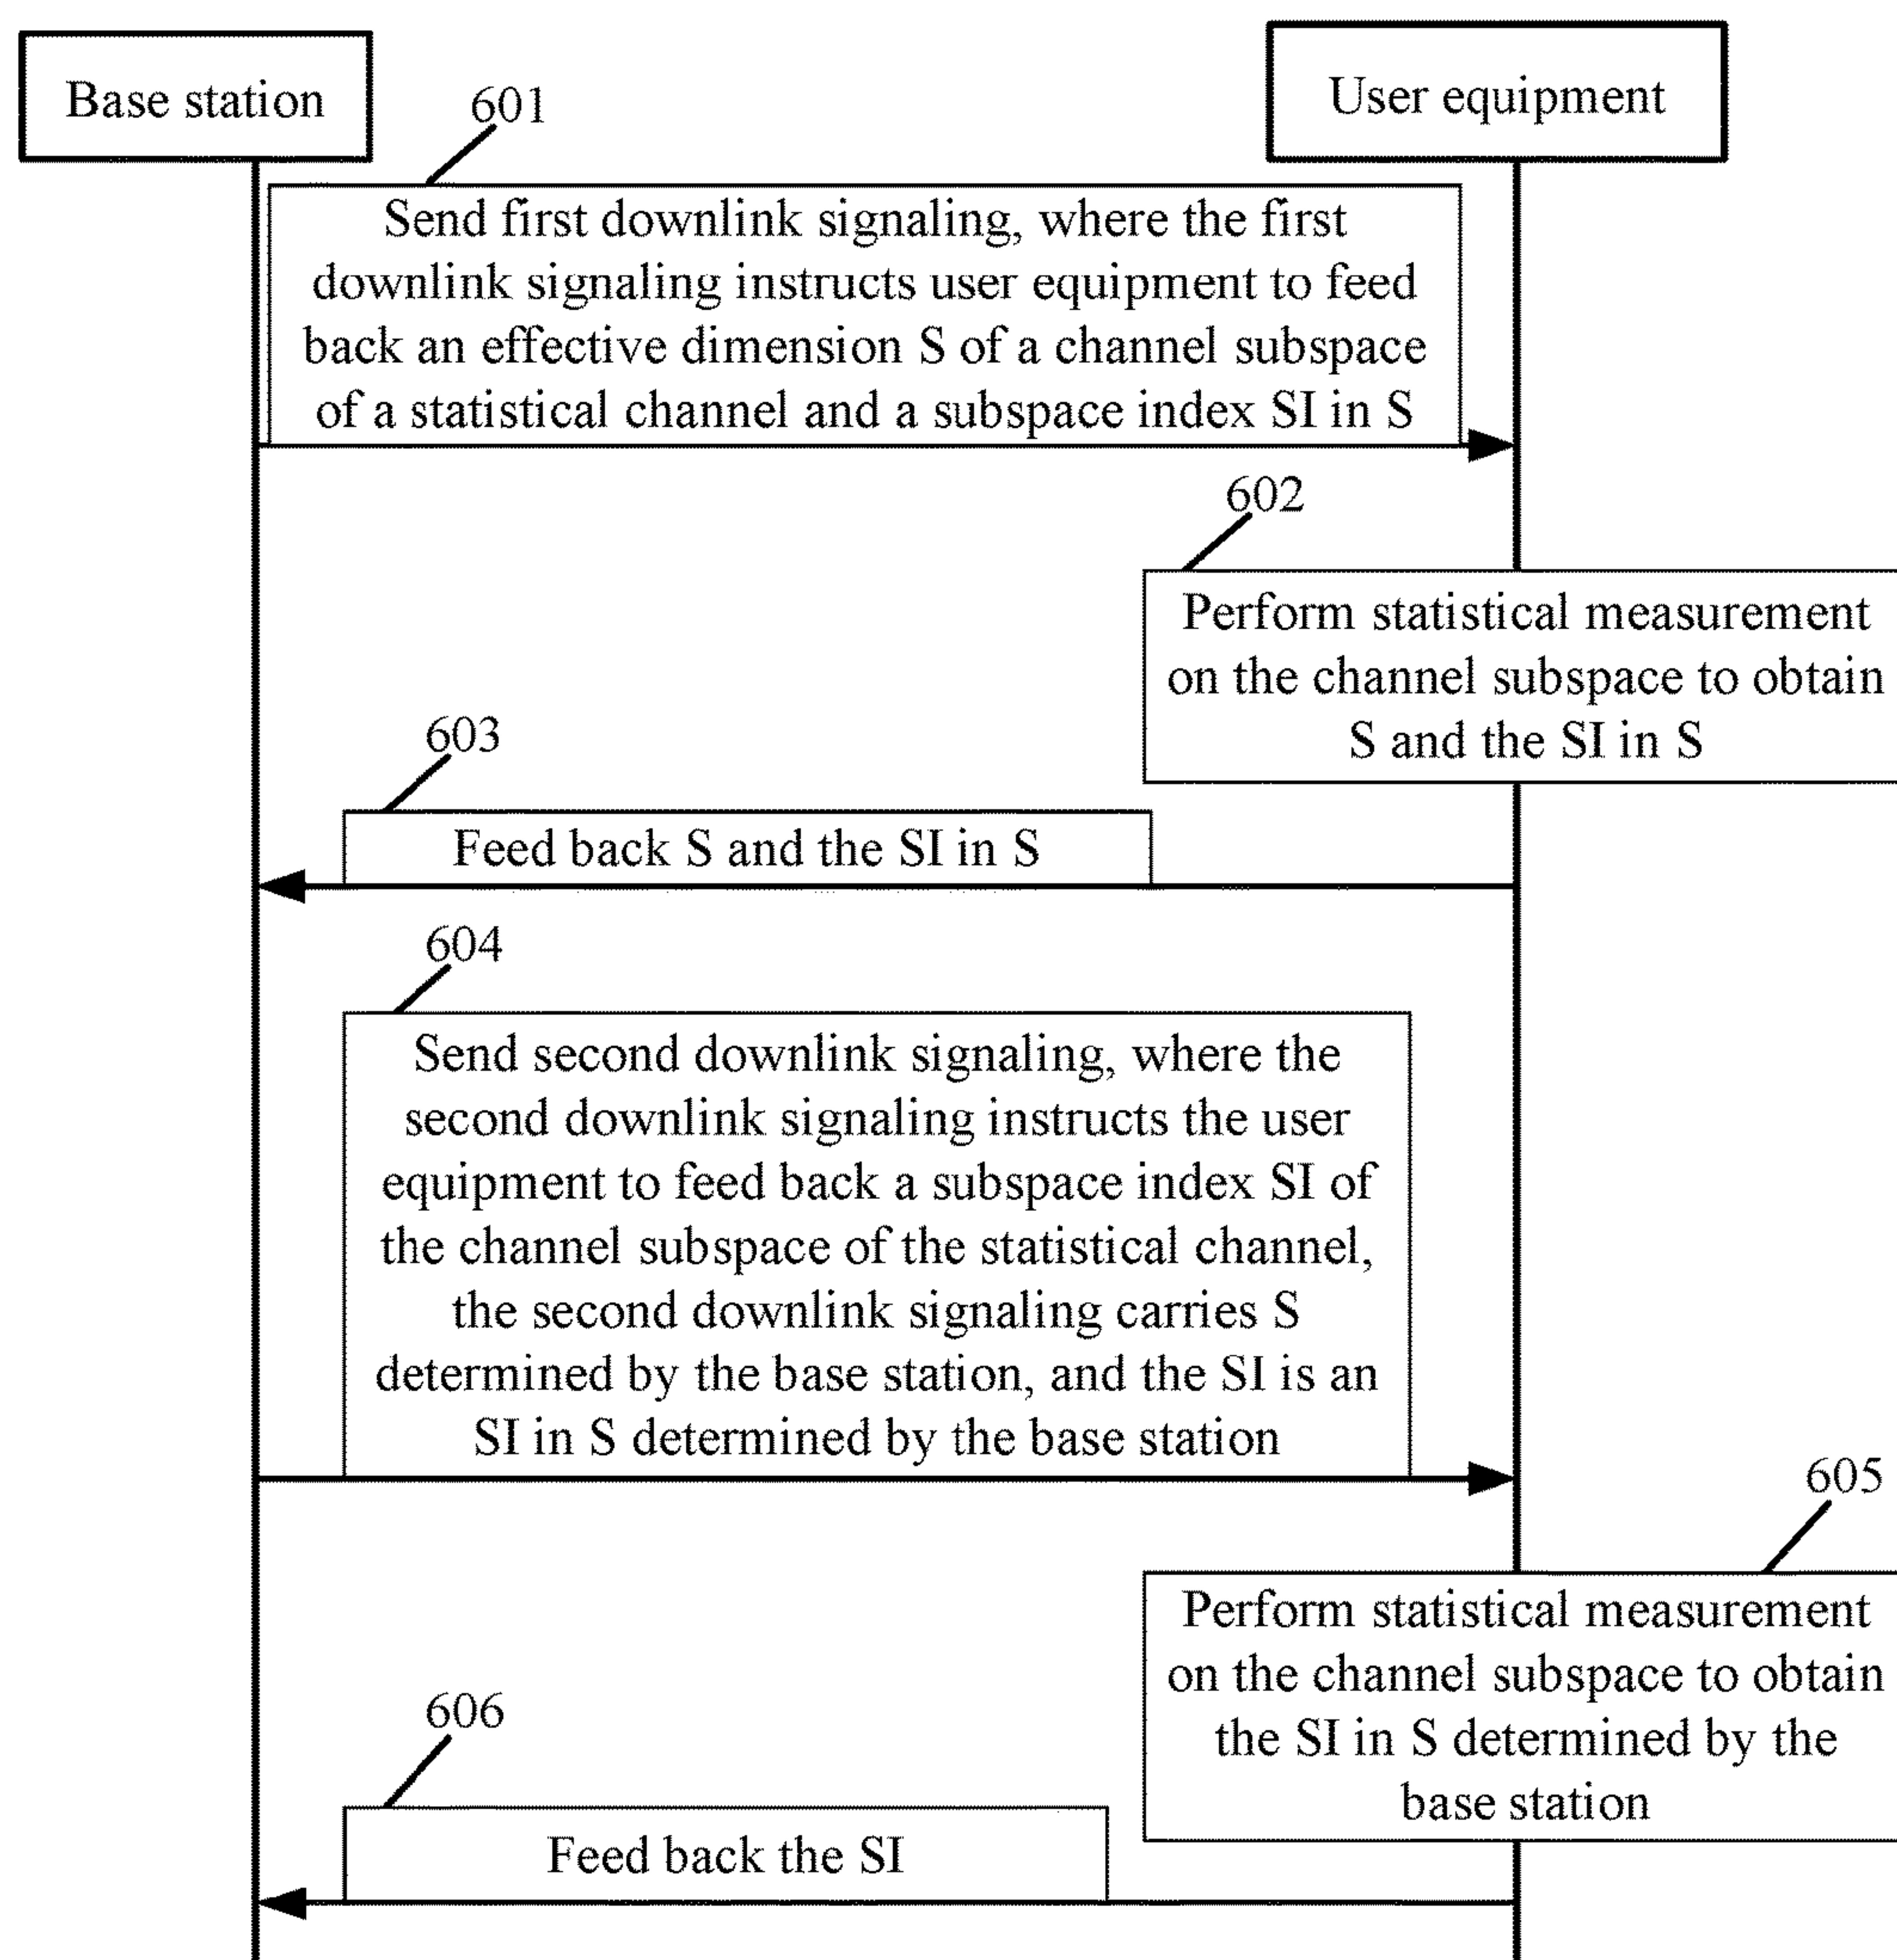 Base station
User equipment
601
Send first downlink signaling, where the first
downlink signaling instructs user equipment to feed
back an effective dimension S of a channel subspace
of a statistical channel and a subspace index SI in S
602
Perform statistical measurement
on the channel subspace to obtain
S and the SI in S
603
Feed back S and the SI in S
604
Send second downlink signaling, where the
second downlink signaling instructs the user
equipment to feed back a subspace index SI of
the channel subspace of the statistical channel,
the second downlink signaling carries S
determined by the base station, and the SI is an
SI in S determined by the base station
605
Perform statistical measurement
on the channel subspace to obtain
the SI in S determined by the
base station
606
Feed back the SI